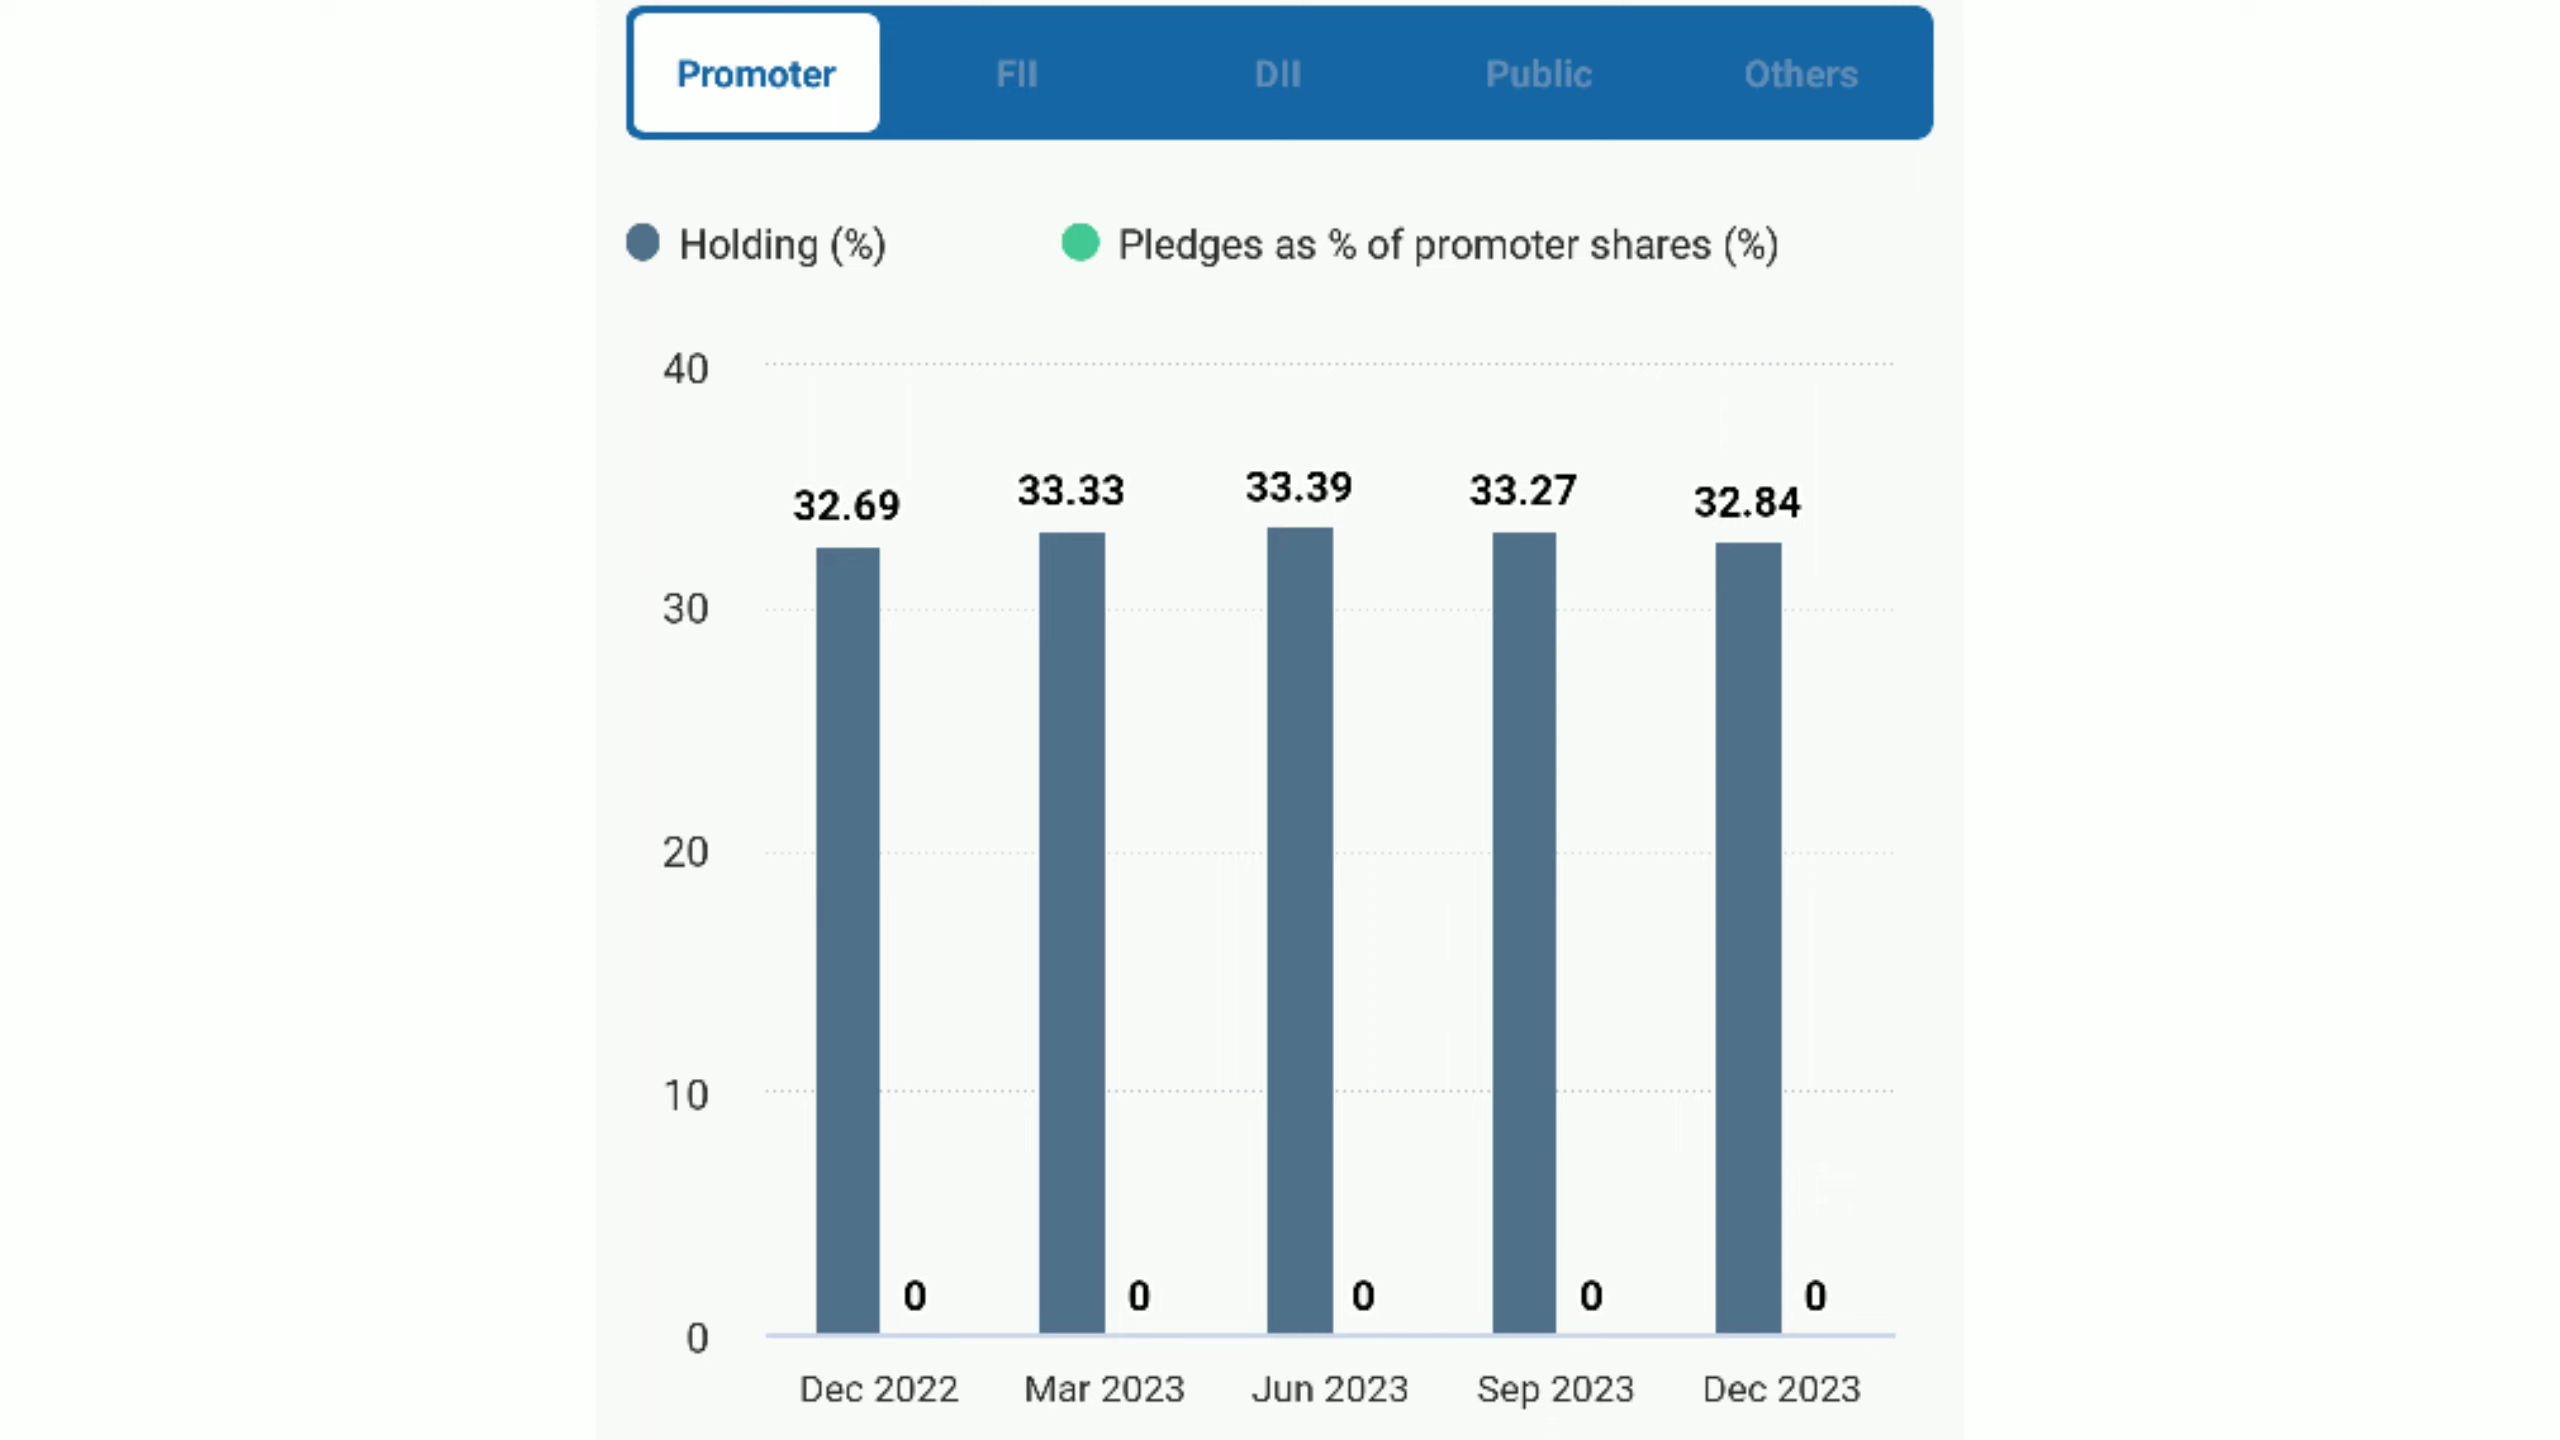 Promoter FII DII Public Others
Holding (%) Pledges as % of promoter shares (%)
40
32.69 33.33 33.39 33.27 32.84
30
20
10
0 0 0 0 0
0
Dec 2022 Mar 2023 Jun 2023 Sep 2023 Dec 2023